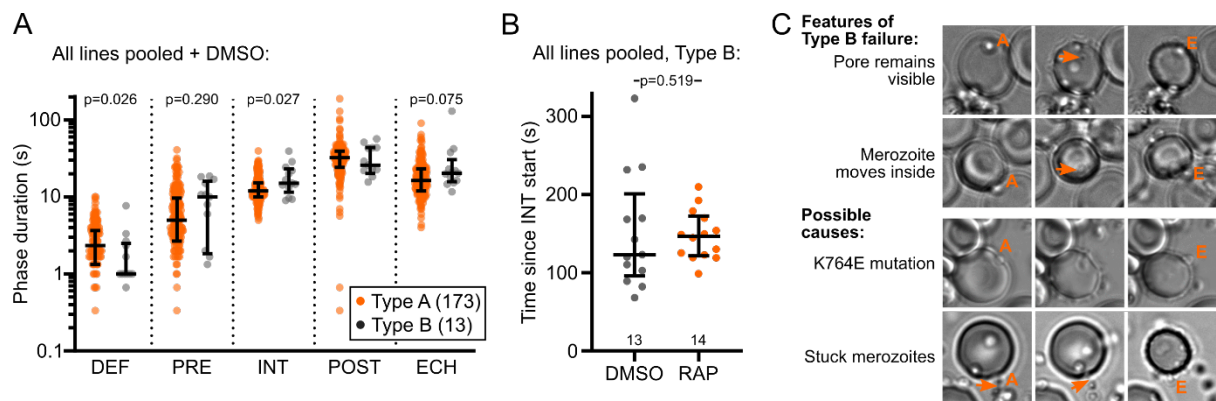 A
All lines pooled + DMSO:
p=0.026
p=0.290
p=0.027
p=0.075
Phase duration (s)
100
10
1
0.1
Type A (173)
Type B (13)
DEF
PRE
INT
POST
ECH
B
All lines pooled, Type B:
p=0.519
Time since INT start (s)
300
200
100
0
13
14
DMSO
RAP
C
Features of
Type B failure:
Pore remains
visible
A
E
Merozoite
moves inside
A
E
Possible
causes:
K764E mutation
A
E
Stuck merozoites
A
E